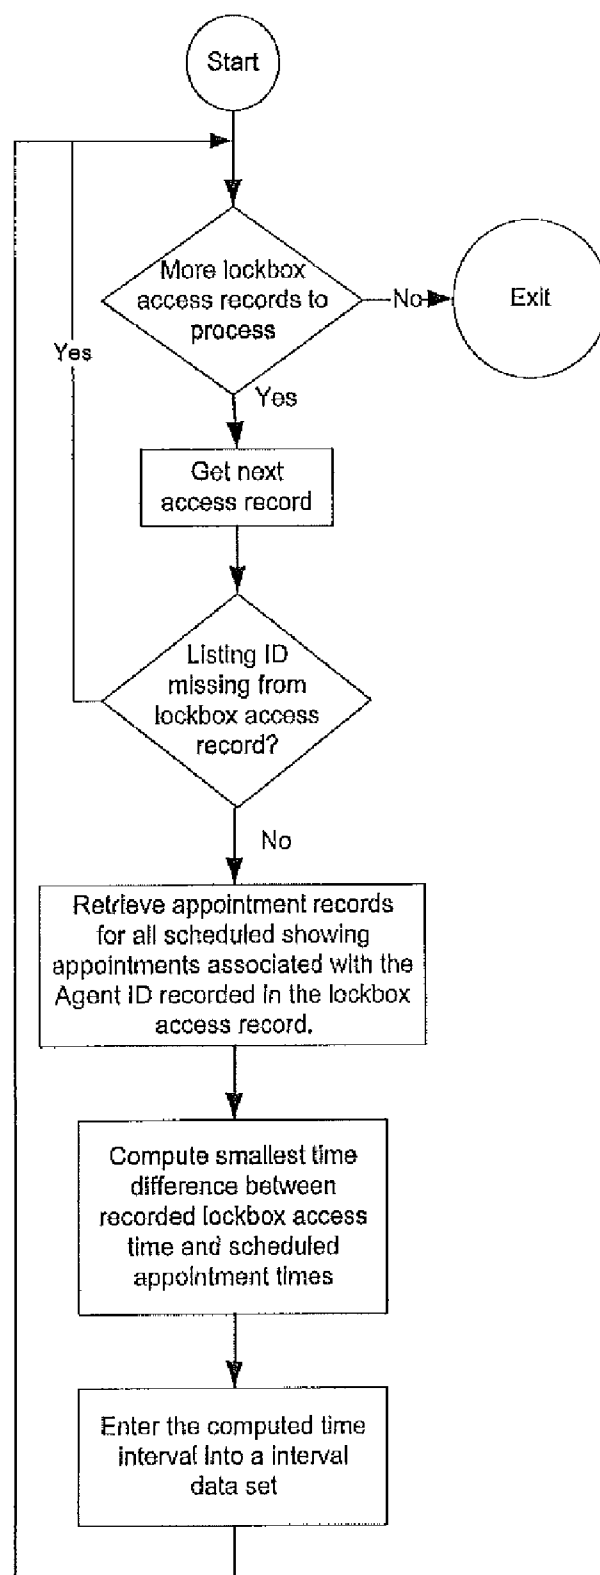 Start
More lockbox
access records to
process
No
Exit
Yes
Yes
Get next
access record
Listing ID
missing from
lockbox access
record?
No
Retrieve appointment records
for all scheduled showing
appointments associated with the
Agent ID recorded in the lockbox
access record.
Compute smallest time
difference between
recorded lockbox access
time and scheduled
appointment times
Enter the computed time
interval into a interval
data set